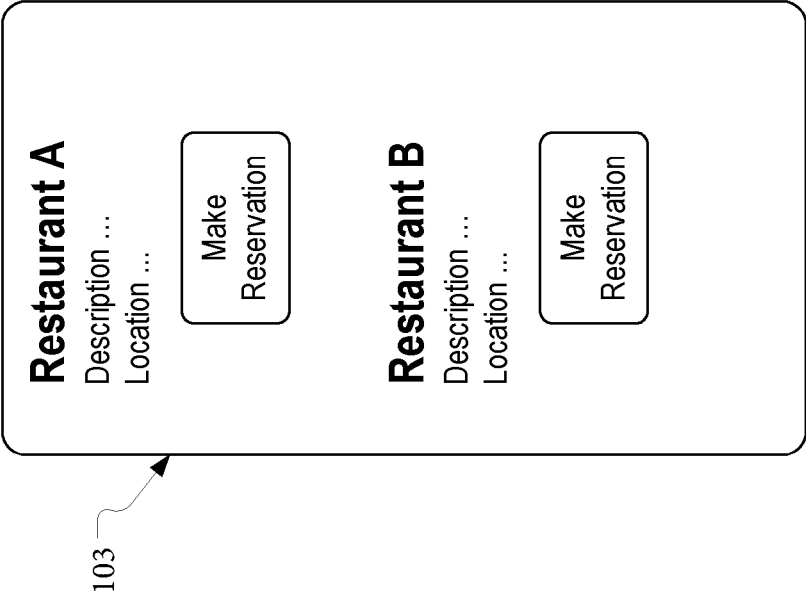 Restaurant A
Description ...
Location ...
Make
Reservation
Restaurant B
Description ...
Location ...
Make
Reservation
103